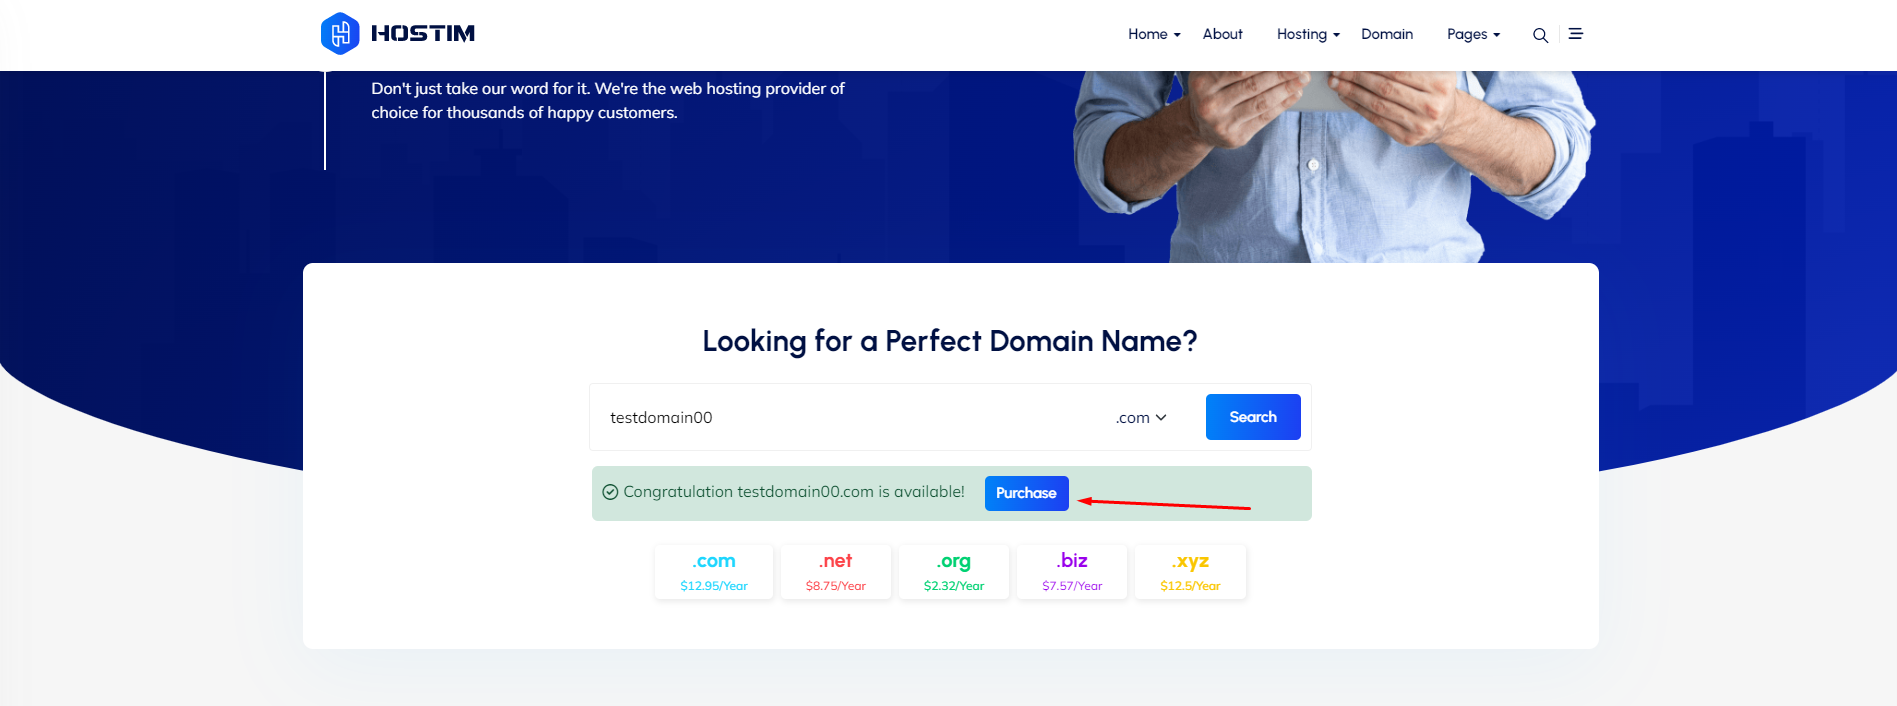 HOSTIM
Home
About
Hosting
Domain
Pages
Don't just take our word for it. We're the web hosting provider of
choice for thousands of happy customers.
Looking for a Perfect Domain Name?
testdomain00
.com
Search
Congratulation testdomain00.com is available!
Purchase
.com
$12.95/Year
.net
$8.75/Year
.org
$2.32/Year
.biz
$7.57/Year
.xyz
$12.5/Year